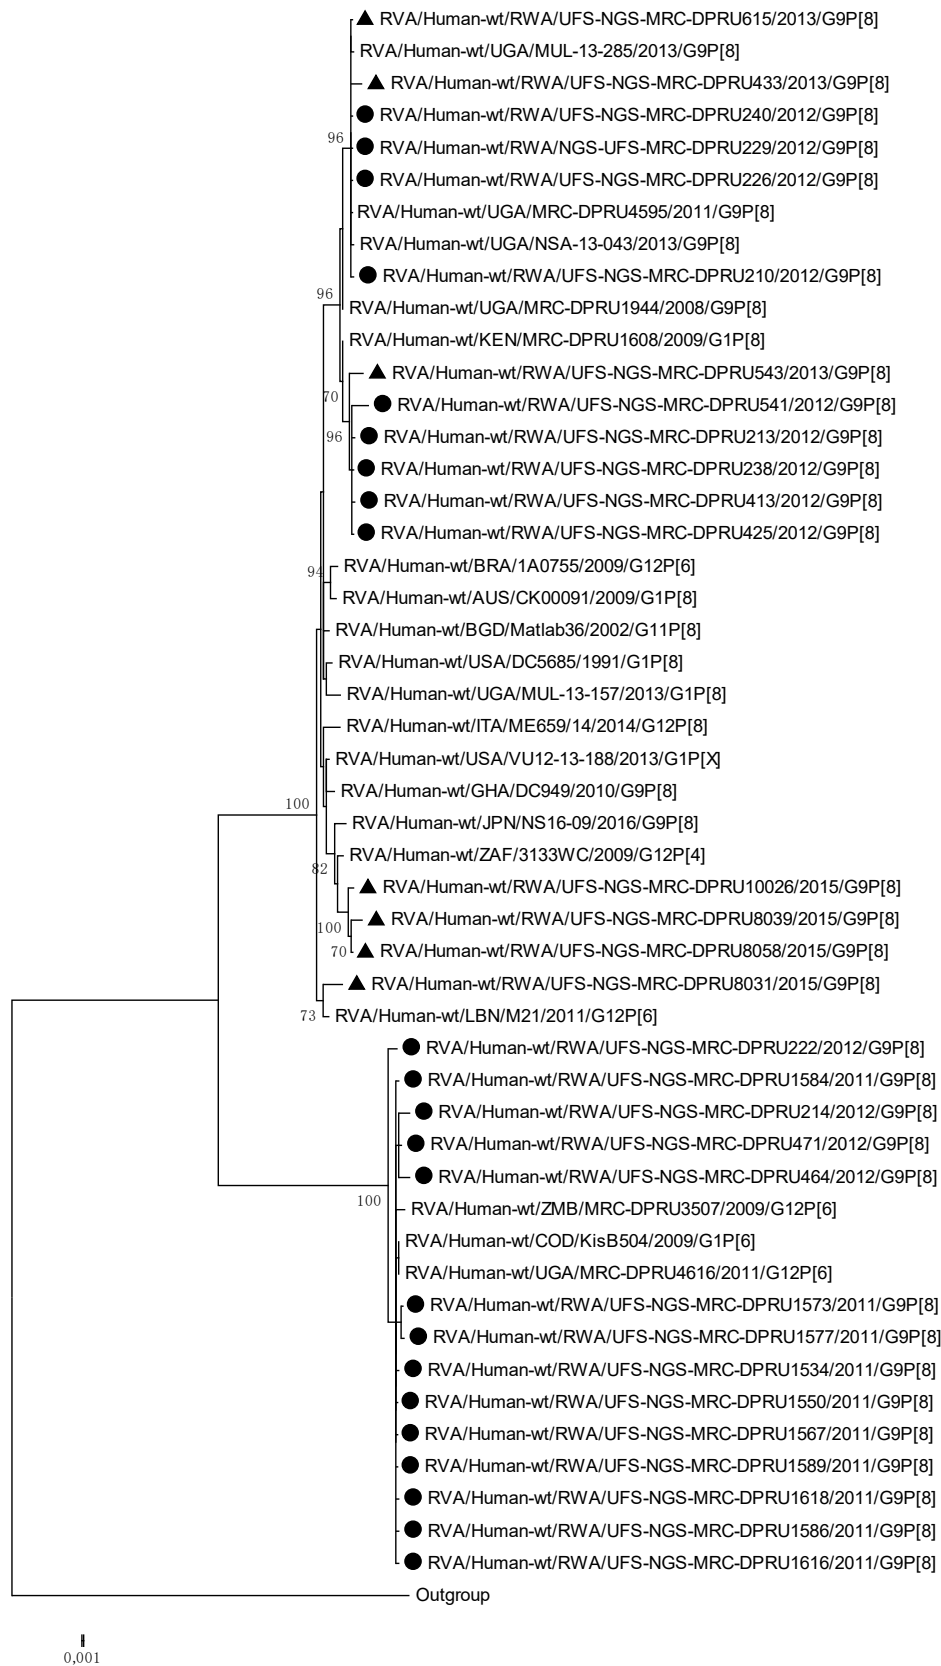 RVA/Human-wt/RWA/UFS-NGS-MRC-DPRU615/2013/G9P[8]
RVA/Human-wt/UGA/MUL-13-285/2013/G9P[8]
RVA/Human-wt/RWA/UFS-NGS-MRC-DPRU433/2013/G9P[8]
RVA/Human-wt/RWA/UFS-NGS-MRC-DPRU240/2012/G9P[8]
96
RVA/Human-wt/RWA/NGS-UFS-MRC-DPRU229/2012/G9P[8]
RVA/Human-wt/RWA/UFS-NGS-MRC-DPRU226/2012/G9P[8]
RVA/Human-wt/UGA/MRC-DPRU4595/2011/G9P[8]
RVA/Human-wt/UGA/NSA-13-043/2013/G9P[8]
RVA/Human-wt/RWA/UFS-NGS-MRC-DPRU210/2012/G9P[8]
96
RVA/Human-wt/UGA/MRC-DPRU1944/2008/G9P[8]
RVA/Human-wt/KEN/MRC-DPRU1608/2009/G1P[8]
RVA/Human-wt/RWA/UFS-NGS-MRC-DPRU543/2013/G9P[8]
70
RVA/Human-wt/RWA/UFS-NGS-MRC-DPRU541/2012/G9P[8]
96
RVA/Human-wt/RWA/UFS-NGS-MRC-DPRU213/2012/G9P[8]
RVA/Human-wt/RWA/UFS-NGS-MRC-DPRU238/2012/G9P[8]
RVA/Human-wt/RWA/UFS-NGS-MRC-DPRU413/2012/G9P[8]
RVA/Human-wt/RWA/UFS-NGS-MRC-DPRU425/2012/G9P[8]
94
RVA/Human-wt/BRA/1A0755/2009/G12P[6]
RVA/Human-wt/AUS/CK00091/2009/G1P[8]
RVA/Human-wt/BGD/Matlab36/2002/G11P[8]
RVA/Human-wt/USA/DC5685/1991/G1P[8]
RVA/Human-wt/UGA/MUL-13-157/2013/G1P[8]
RVA/Human-wt/ITA/ME659/14/2014/G12P[8]
RVA/Human-wt/USA/VU12-13-188/2013/G1P[X]
RVA/Human-wt/GHA/DC949/2010/G9P[8]
100
RVA/Human-wt/JPN/NS16-09/2016/G9P[8]
RVA/Human-wt/ZAF/3133WC/2009/G12P[4]
82
RVA/Human-wt/RWA/UFS-NGS-MRC-DPRU10026/2015/G9P[8]
RVA/Human-wt/RWA/UFS-NGS-MRC-DPRU8039/2015/G9P[8]
100
70
RVA/Human-wt/RWA/UFS-NGS-MRC-DPRU8058/2015/G9P[8]
RVA/Human-wt/RWA/UFS-NGS-MRC-DPRU8031/2015/G9P[8]
73
RVA/Human-wt/LBN/M21/2011/G12P[6]
RVA/Human-wt/RWA/UFS-NGS-MRC-DPRU222/2012/G9P[8]
RVA/Human-wt/RWA/UFS-NGS-MRC-DPRU1584/2011/G9P[8]
RVA/Human-wt/RWA/UFS-NGS-MRC-DPRU214/2012/G9P[8]
RVA/Human-wt/RWA/UFS-NGS-MRC-DPRU471/2012/G9P[8]
RVA/Human-wt/RWA/UFS-NGS-MRC-DPRU464/2012/G9P[8]
100
RVA/Human-wt/ZMB/MRC-DPRU3507/2009/G12P[6]
RVA/Human-wt/COD/KisB504/2009/G1P[6]
RVA/Human-wt/UGA/MRC-DPRU4616/2011/G12P[6]
RVA/Human-wt/RWA/UFS-NGS-MRC-DPRU1573/2011/G9P[8]
RVA/Human-wt/RWA/UFS-NGS-MRC-DPRU1577/2011/G9P[8]
RVA/Human-wt/RWA/UFS-NGS-MRC-DPRU1534/2011/G9P[8]
RVA/Human-wt/RWA/UFS-NGS-MRC-DPRU1550/2011/G9P[8]
RVA/Human-wt/RWA/UFS-NGS-MRC-DPRU1567/2011/G9P[8]
RVA/Human-wt/RWA/UFS-NGS-MRC-DPRU1589/2011/G9P[8]
RVA/Human-wt/RWA/UFS-NGS-MRC-DPRU1618/2011/G9P[8]
RVA/Human-wt/RWA/UFS-NGS-MRC-DPRU1586/2011/G9P[8]
RVA/Human-wt/RWA/UFS-NGS-MRC-DPRU1616/2011/G9P[8]
Outgroup
0,001